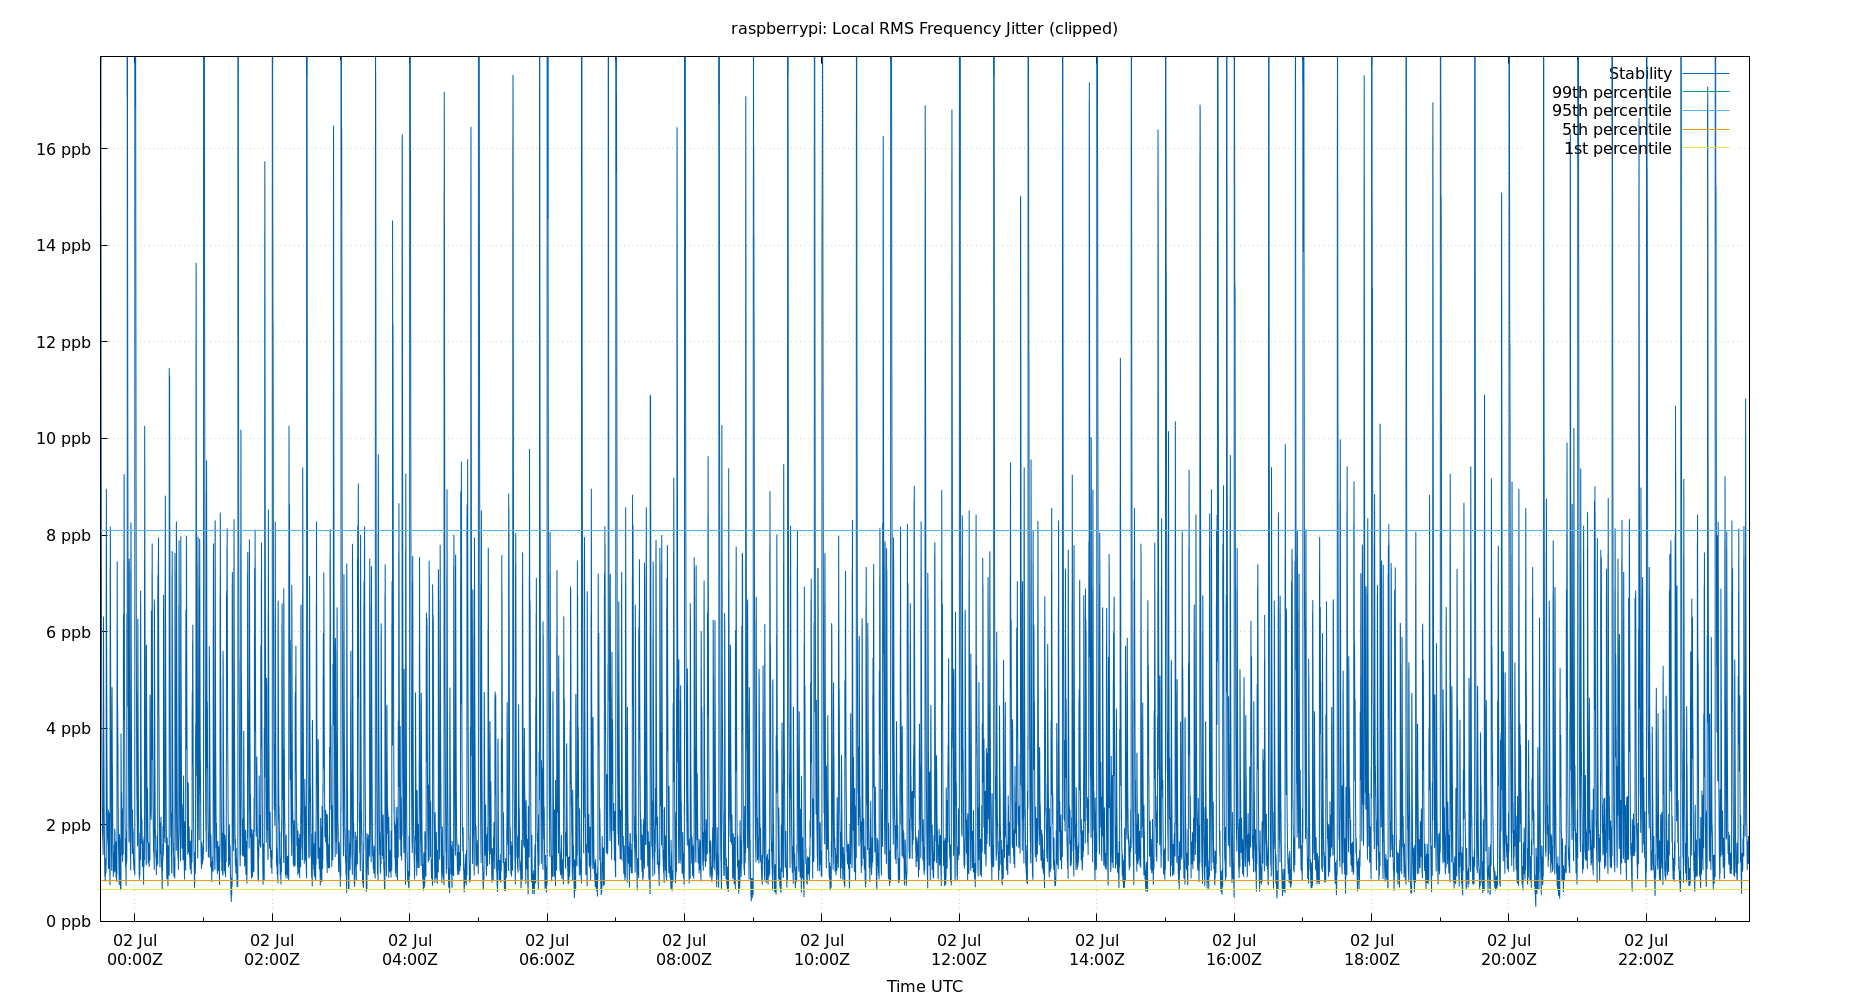 raspberrypi: Local RMS Frequency Jitter (clipped)
Stability
99th percentile
95th percentile
5th percentile
1st percentile
16 ppb
14 ppb
12 ppb
10 ppb
8 ppb
6 ppb
4 ppb
2 ppb
0 ppb
02 Jul 02 Jul 02 Jul 02 Jul 02 Jul 02 Jul 02 Jul 02 Jul 02 Jul 02 Jul 02 Jul 02 Jul
00:00Z 02:00Z 04:00Z 06:00Z 08:00Z 10:00Z 12:00Z 14:00Z 16:00Z 18:00Z 20:00Z 22:00Z
Time UTC